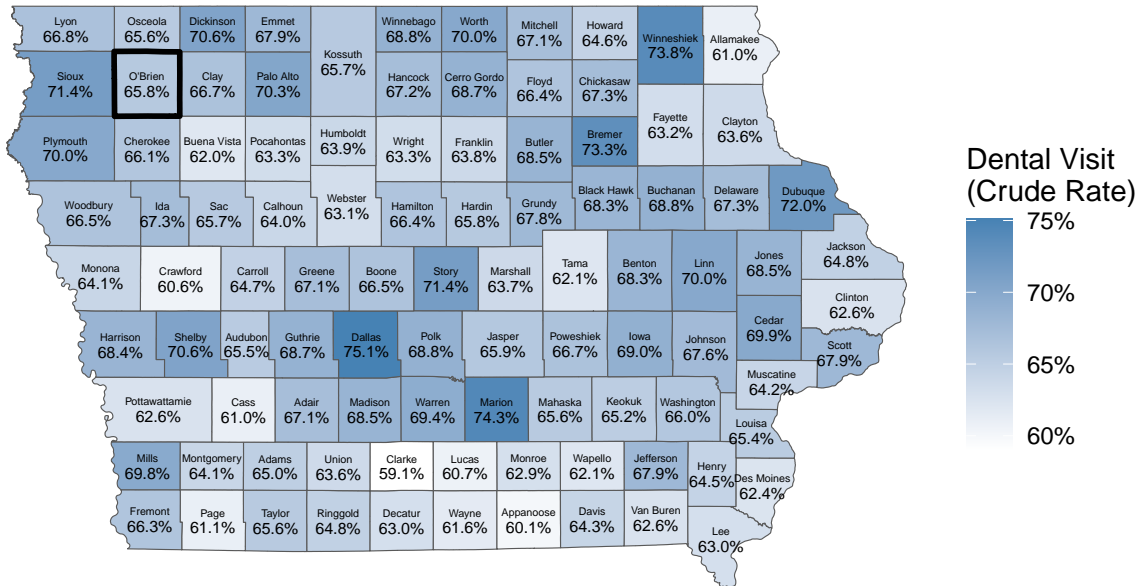 Lyon Osceola Dickinson Emmet Winnebago Worth Mitchell Howard Winneshiek Allamakee
66.8% 65.6% 70.6% 67.9% 68.8% 70.0% 67.1% 64.6% 73.8% 61.0%
Kossuth
65.7%
Sioux O'Brien Clay Palo Alto Hancock Cerro Gordo Floyd Chickasaw
71.4% 65.8% 66.7% 70.3% 67.2% 68.7% 66.4% 67.3%
Fayette Clayton
63.2% 63.6%
Plymouth Cherokee Buena Vista Pocahontas Humboldt Wright Franklin Butler Bremer
70.0% 66.1% 62.0% 63.3% 63.9% 63.3% 63.8% 68.5% 73.3%
Woodbury Ida Sac Calhoun Webster Hamilton Hardin Grundy Black Hawk Buchanan Delaware Dubuque
66.5% 67.3% 65.7% 64.0% 63.1% 66.4% 65.8% 67.8% 68.3% 68.8% 67.3% 72.0%
Monona Crawford Carroll Greene Boone Story Marshall Tama Benton Linn Jones Jackson
64.1% 60.6% 64.7% 67.1% 66.5% 71.4% 63.7% 62.1% 68.3% 70.0% 68.5% 64.8%
Clinton
62.6%
Harrison Shelby Audubon Guthrie Dallas Polk Jasper Poweshiek Iowa Johnson Cedar Scott
68.4% 70.6% 65.5% 68.7% 75.1% 68.8% 65.9% 66.7% 69.0% 67.6% 69.9% 67.9%
Muscatine
64.2%
Pottawattamie Cass Adair Madison Warren Marion Mahaska Keokuk Washington
62.6% 61.0% 67.1% 68.5% 69.4% 74.3% 65.6% 65.2% 66.0%
Louisa
65.4%
Mills Montgomery Adams Union Clarke Lucas Monroe Wapello Jefferson Henry Des Moines
69.8% 64.1% 65.0% 63.6% 59.1% 60.7% 62.9% 62.1% 67.9% 64.5% 62.4%
Fremont Page Taylor Ringgold Decatur Wayne Appanoose Davis Van Buren Lee
66.3% 61.1% 65.6% 64.8% 63.0% 61.6% 60.1% 64.3% 62.6% 63.0%
Dental Visit
(Crude Rate)
75%
70%
65%
60%